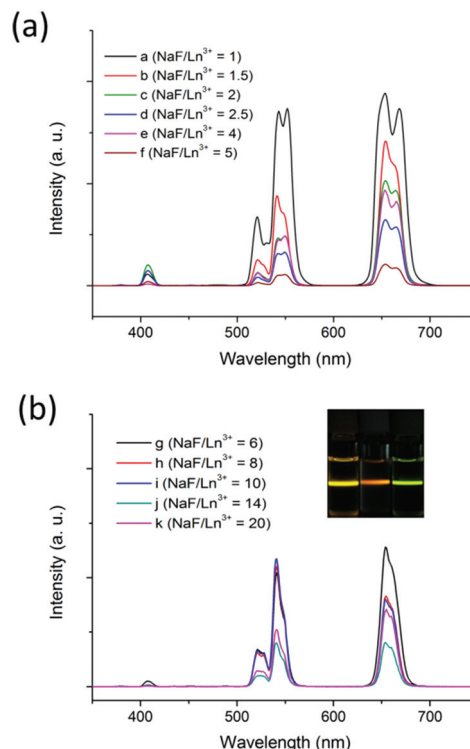 (a)
a (NaF/Ln³⁺ = 1)
b (NaF/Ln³⁺ = 1.5)
c (NaF/Ln³⁺ = 2)
d (NaF/Ln³⁺ = 2.5)
e (NaF/Ln³⁺ = 4)
f (NaF/Ln³⁺ = 5)
Intensity (a. u.)
400 500 600 700
Wavelength (nm)
(b)
g (NaF/Ln³⁺ = 6)
h (NaF/Ln³⁺ = 8)
i (NaF/Ln³⁺ = 10)
j (NaF/Ln³⁺ = 14)
k (NaF/Ln³⁺ = 20)
Intensity (a. u.)
400 500 600 700
Wavelength (nm)